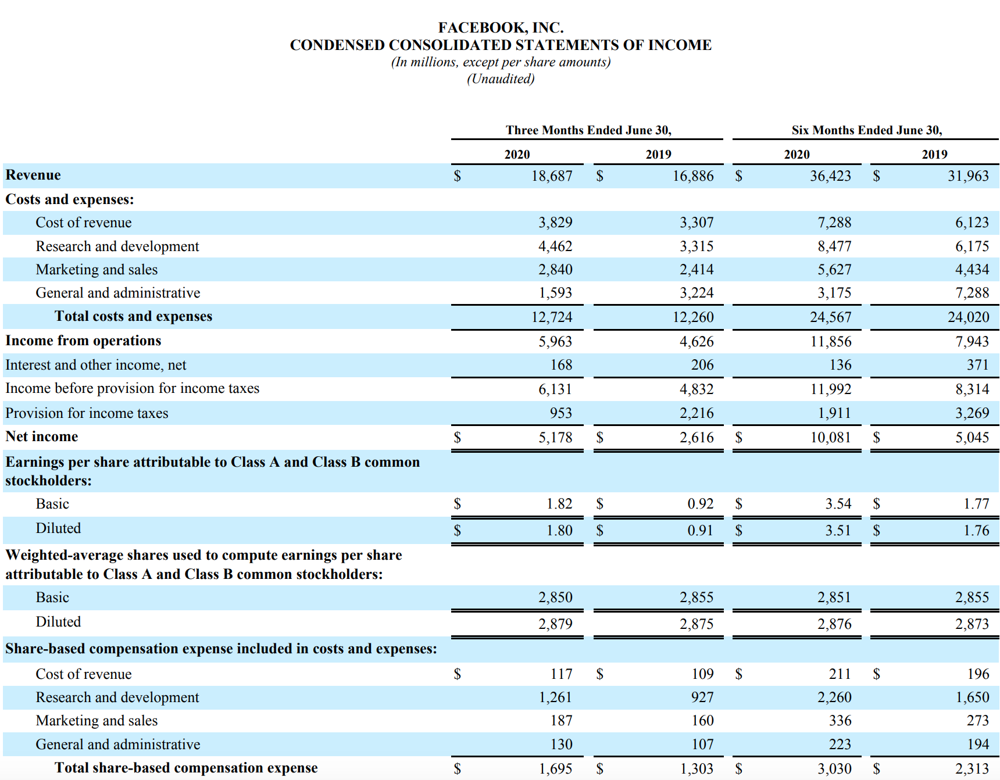 FACEBOOK, INC.
CONDENSED CONSOLIDATED STATEMENTS OF INCOME
(In millions, except per share amounts)
(Unaudited)
Three Months Ended June 30, Six Months Ended June 30,
2020 2019 2020 2019
Revenue $ 18,687 $ 16,886 $ 36,423 $ 31,963
Costs and expenses:
Cost of revenue 3,829 3,307 7,288 6,123
Research and development 4,462 3,315 8,477 6,175
Marketing and sales 2,840 2,414 5,627 4,434
General and administrative 1,593 3,224 3,175 7,288
Total costs and expenses 12,724 12,260 24,567 24,020
Income from operations 5,963 4,626 11,856 7,943
Interest and other income, net 168 206 136 371
Income before provision for income taxes 6,131 4,832 11,992 8,314
Provision for income taxes 953 2,216 1,911 3,269
Net income $ 5,178 $ 2,616 $ 10,081 $ 5,045
Earnings per share attributable to Class A and Class B common
stockholders:
Basic $ 1.82 $ 0.92 $ 3.54 $ 1.77
Diluted $ 1.80 $ 0.91 $ 3.51 $ 1.76
Weighted-average shares used to compute earnings per share
attributable to Class A and Class B common stockholders:
Basic 2,850 2,855 2,851 2,855
Diluted 2,879 2,875 2,876 2,873
Share-based compensation expense included in costs and expenses:
Cost of revenue $ 117 $ 109 $ 211 $ 196
Research and development 1,261 927 2,260 1,650
Marketing and sales 187 160 336 273
General and administrative 130 107 223 194
Total share-based compensation expense $ 1,695 $ 1,303 $ 3,030 $ 2,313